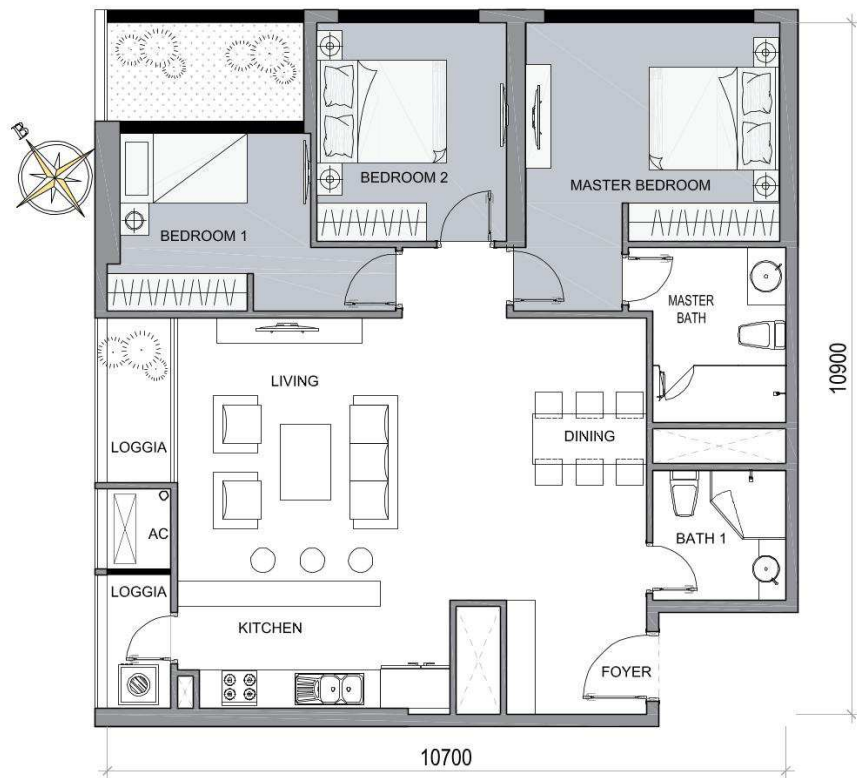 B
BEDROOM 2
MASTER BEDROOM
BEDROOM 1
MASTER
BATH
LIVING
10900
LOGGIA
DINING
AC
BATH 1
LOGGIA
KITCHEN
FOYER
10700